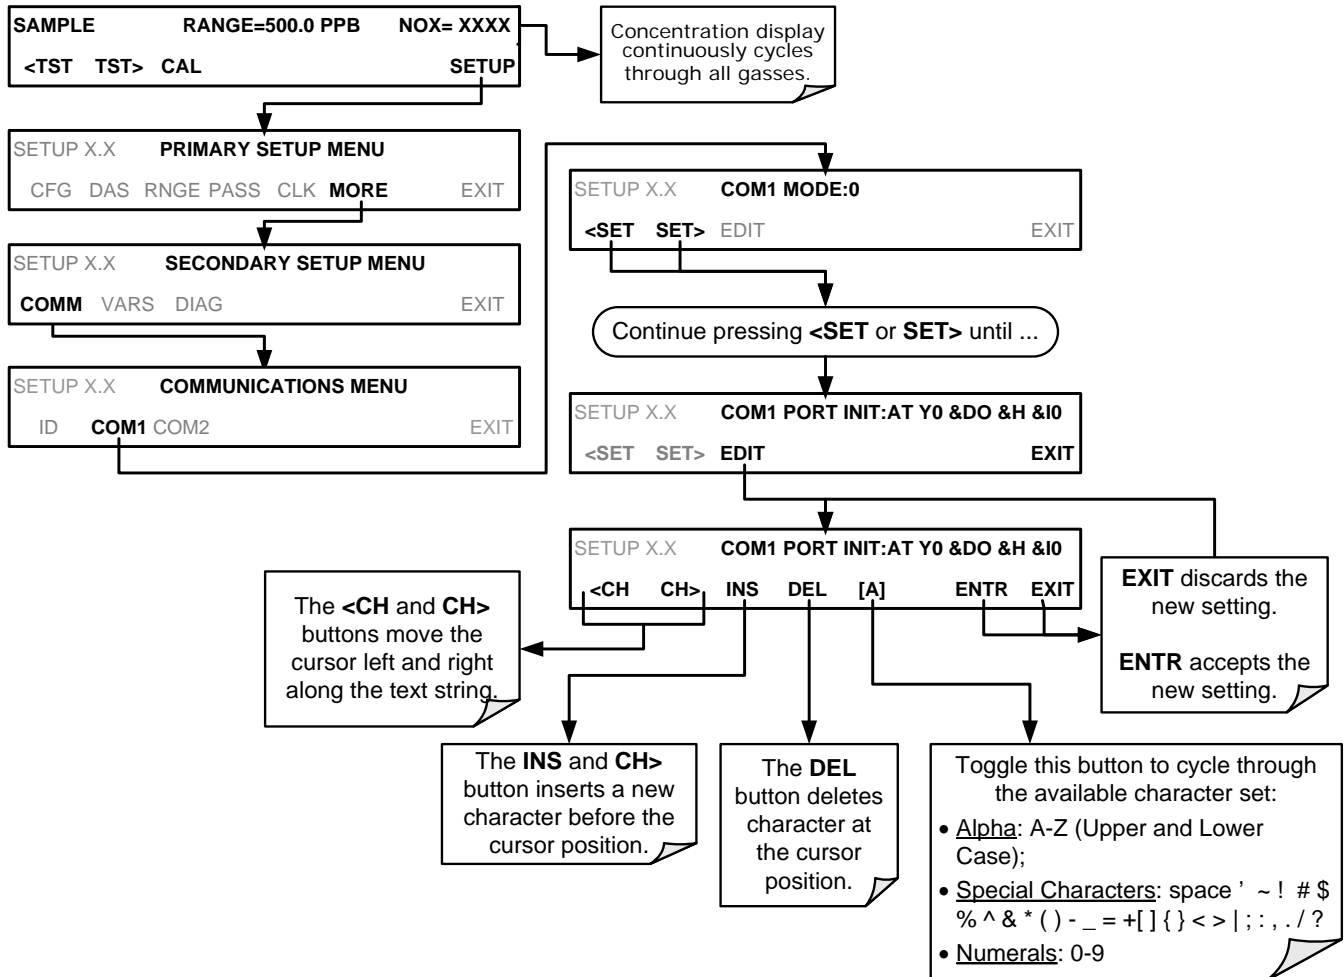 SAMPLE RANGE=500.0 PPB NOX= XXXX
<TST TST> CAL SETUP
Concentration display
continuously cycles
through all gasses.
SETUP X.X PRIMARY SETUP MENU
CFG DAS RNGE PASS CLK MORE EXIT
SETUP X.X SECONDARY SETUP MENU
COMM VARS DIAG EXIT
SETUP X.X COMMUNICATIONS MENU
ID COM1 COM2 EXIT
SETUP X.X COM1 MODE:0
<SET SET> EDIT EXIT
Continue pressing <SET or SET> until ...
SETUP X.X COM1 PORT INIT:AT Y0 &DO &H &I0
<SET SET> EDIT EXIT
SETUP X.X COM1 PORT INIT:AT Y0 &DO &H &I0
<CH CH> INS DEL [A] ENTR EXIT
The <CH and CH>
buttons move the
cursor left and right
along the text string.
EXIT discards the
new setting.
ENTR accepts the
new setting.
The INS and CH>
button inserts a new
character before the
cursor position.
The DEL
button deletes
character at
the cursor
position.
Toggle this button to cycle through
the available character set:
• Alpha: A-Z (Upper and Lower
Case);
• Special Characters: space ' ~ ! # $
% ^ & * ( ) - _ = +[ ] { } < > | ; : , . / ?
• Numerals: 0-9